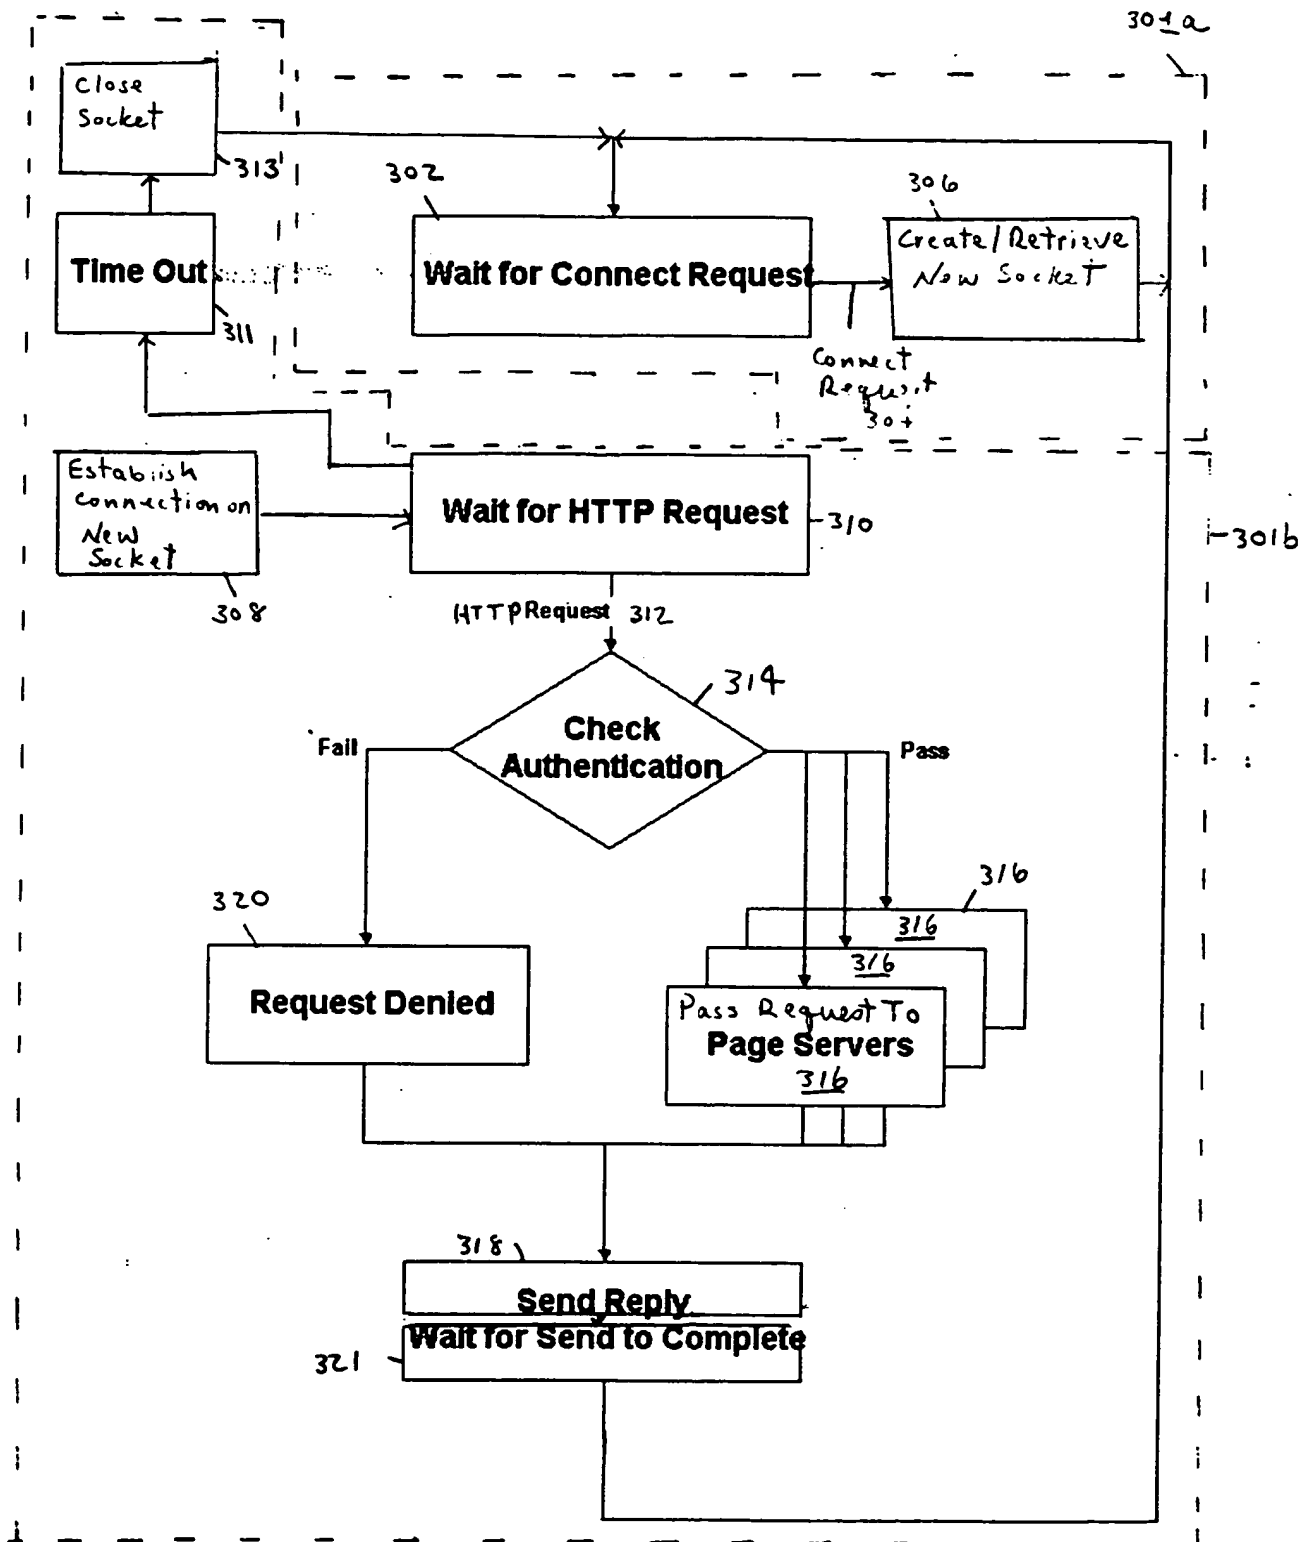 301a
Close
Socket
313
302
306
Create/Retrieve
New Socket
Time Out
Wait for Connect Request
311
Connect
Request
304
Establish
Connection on
New
Socket
Wait for HTTP Request
310
301b
308
HTTP Request 312
314
Check
Authentication
Fail
Pass
316
320
316
316
Request Denied
Pass Request To
Page Servers
316
318
Send Reply
Wait for Send to Complete
321